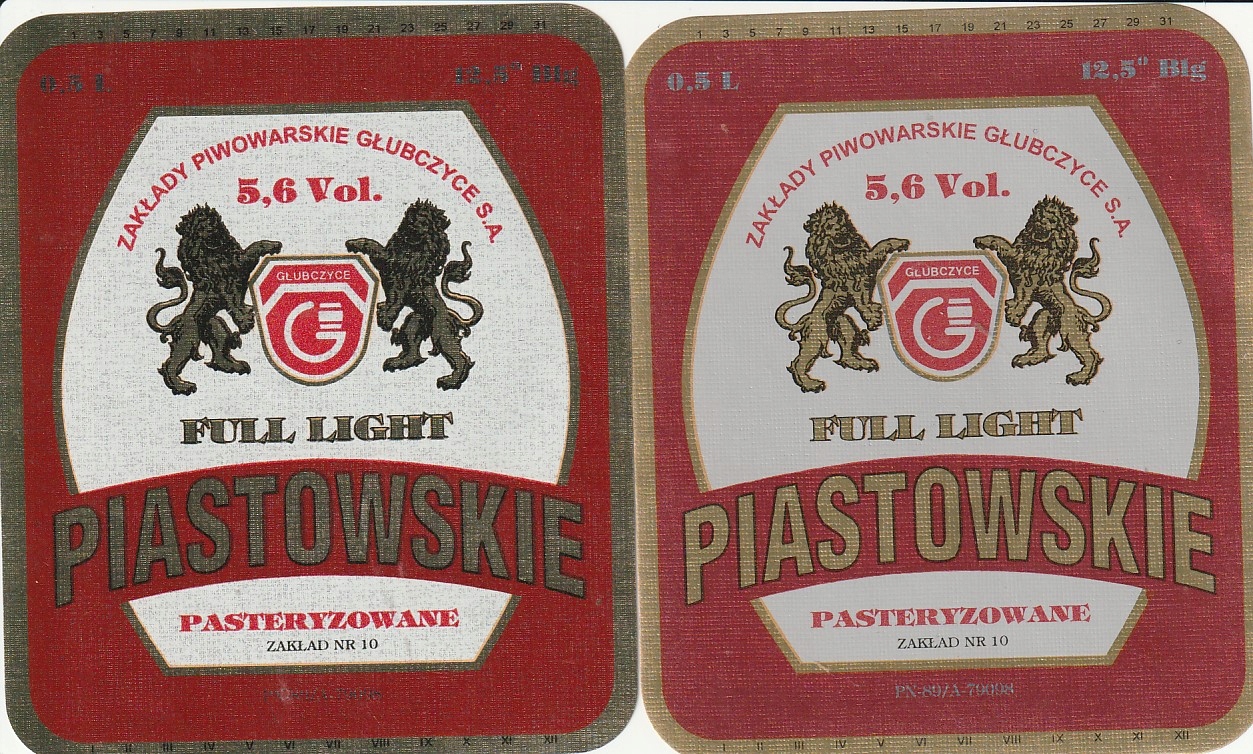 1 3 5 7 9 11 13 15 17 19 21 23 25 27 29 31
0,5 L 12,5° Blg
ZAKŁADY PIWOWARSKIE GŁUBCZYCE S.A.
5,6 Vol.
GŁUBCZYCE
G
FULL LIGHT
PIASTOWSKIE
PASTERYZOWANE
ZAKŁAD NR 10
I II III IV V VI VII VIII IX X XI XII
1 3 5 7 9 11 13 15 17 19 21 23 25 27 29 31
0,5 L 12,5° Blg
ZAKŁADY PIWOWARSKIE GŁUBCZYCE S.A.
5,6 Vol.
GŁUBCZYCE
G
FULL LIGHT
PIASTOWSKIE
PASTERYZOWANE
ZAKŁAD NR 10
PN-89/A-79098
I II III IV V VI VII VIII IX X XI XII